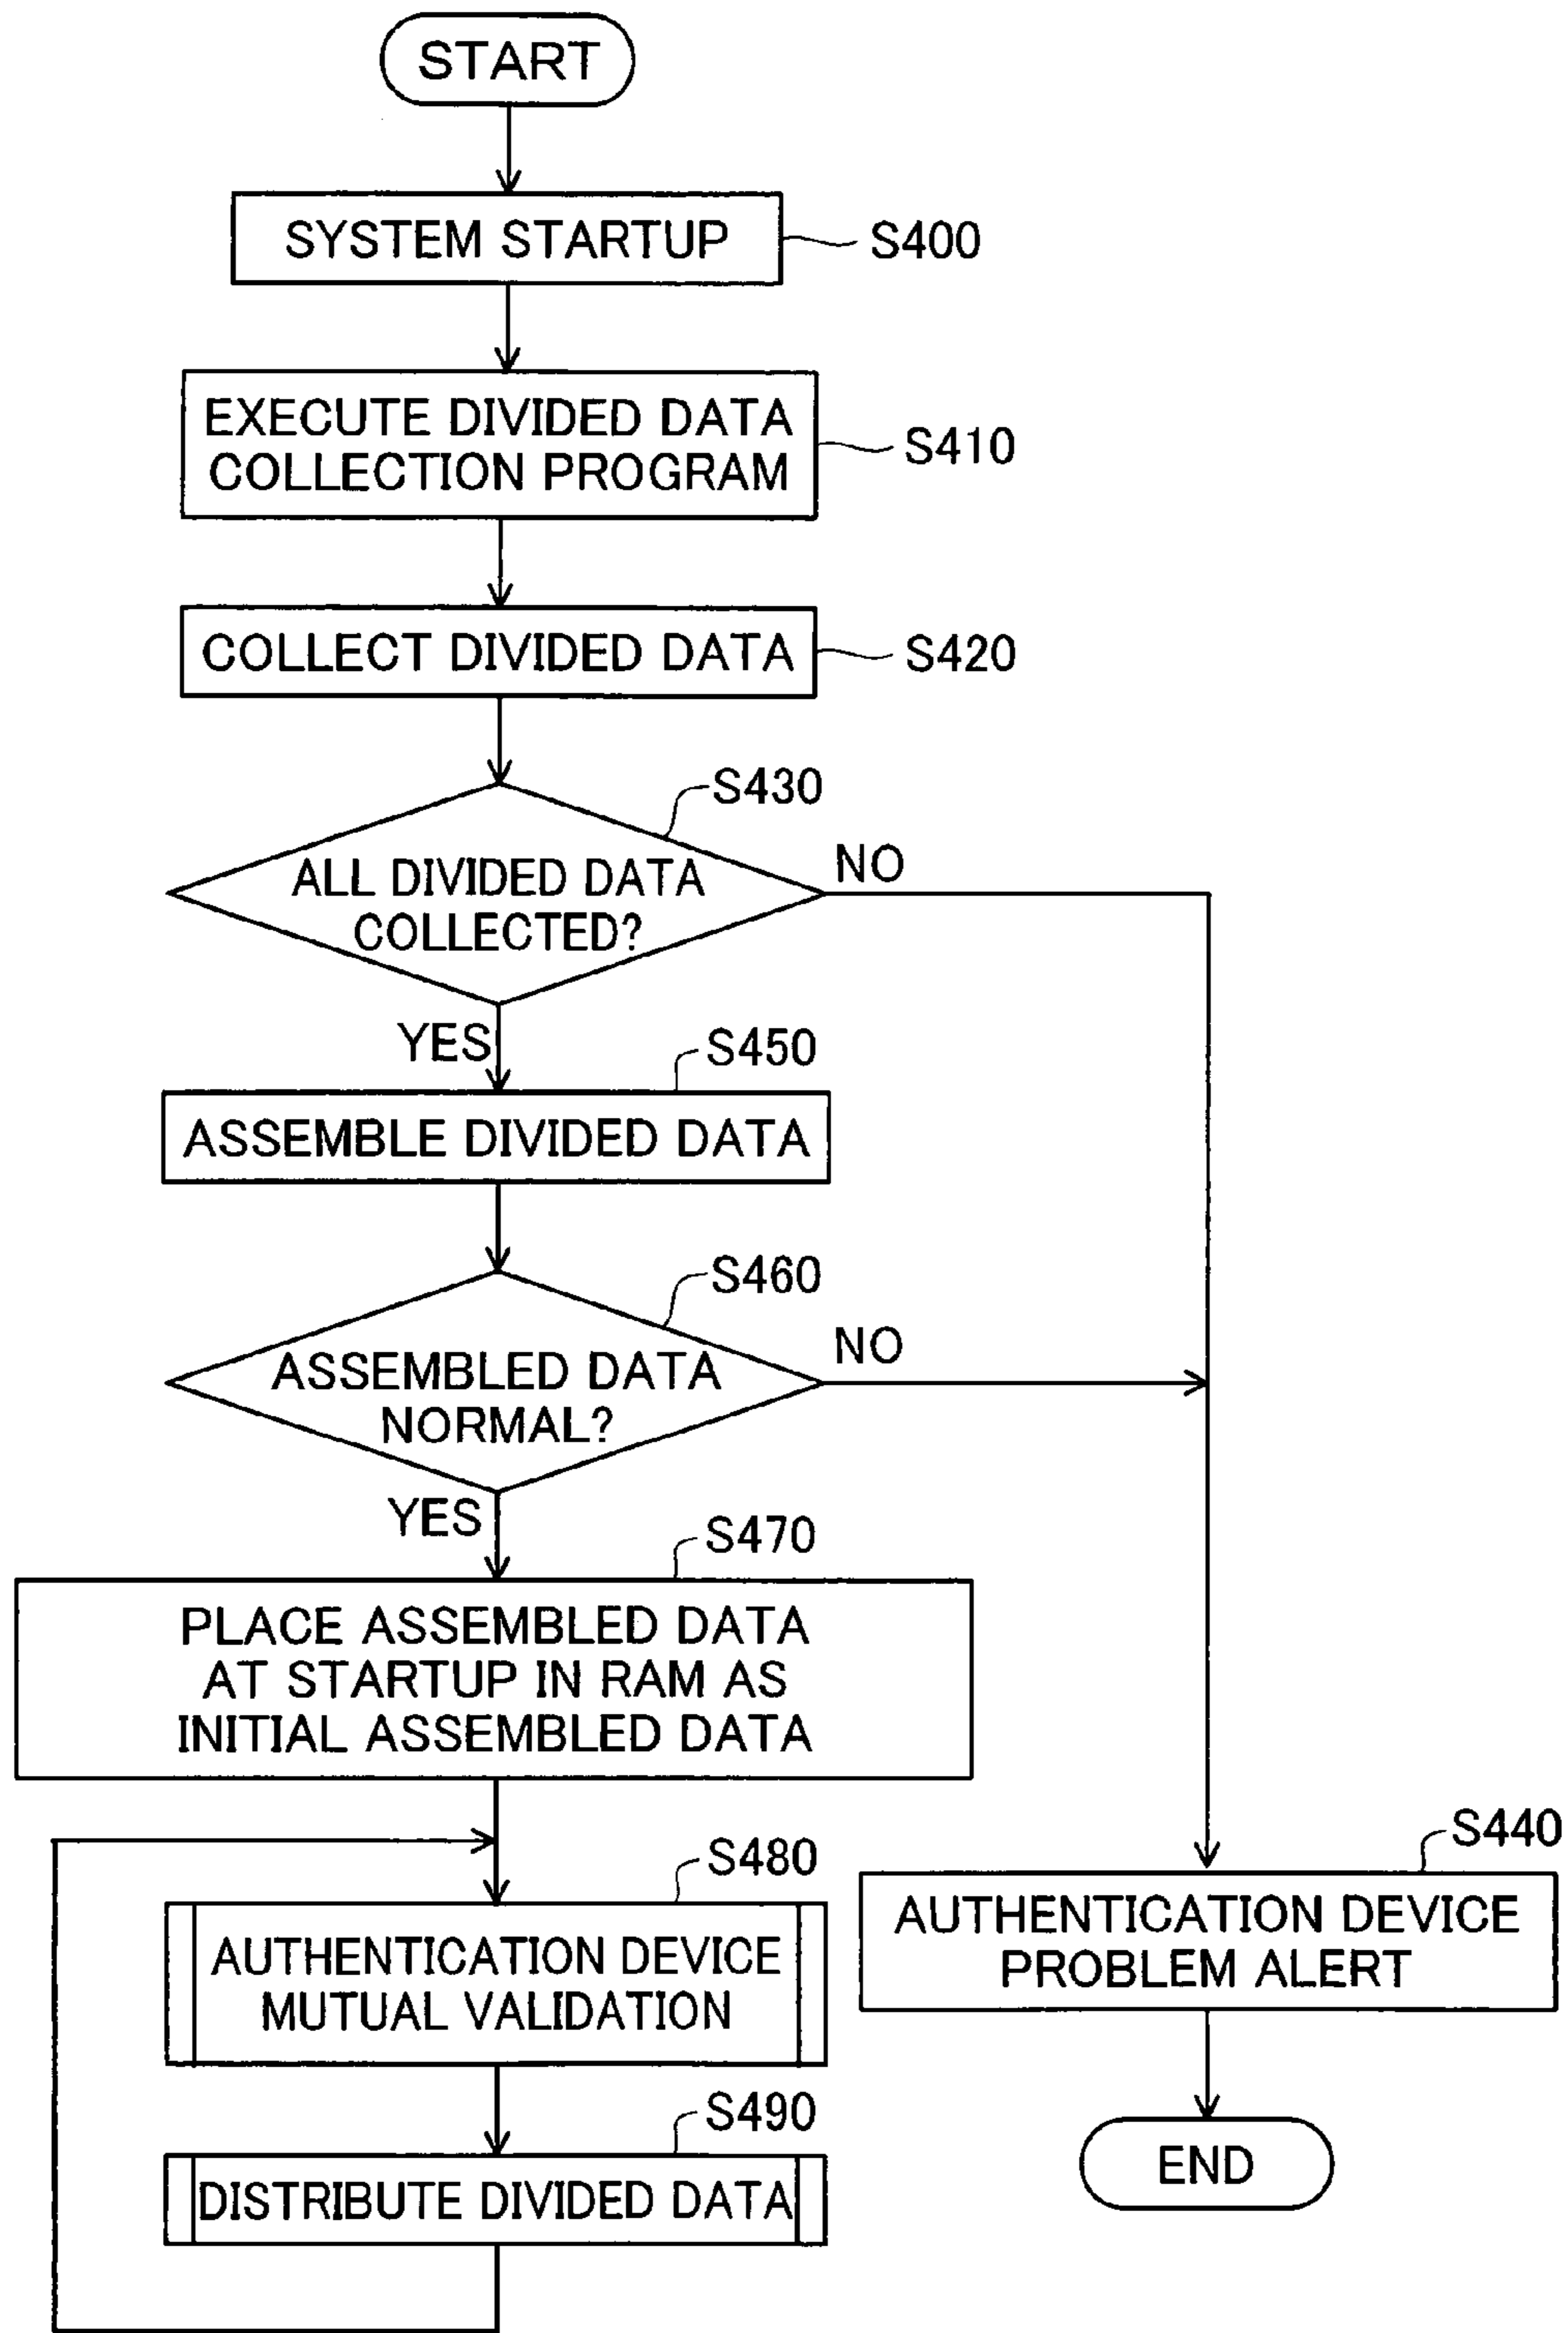 START
SYSTEM STARTUP
S400
EXECUTE DIVIDED DATA
COLLECTION PROGRAM
S410
COLLECT DIVIDED DATA
S420
S430
ALL DIVIDED DATA
COLLECTED?
NO
YES
S450
ASSEMBLE DIVIDED DATA
S460
ASSEMBLED DATA
NORMAL?
NO
YES
S470
PLACE ASSEMBLED DATA
AT STARTUP IN RAM AS
INITIAL ASSEMBLED DATA
S480
AUTHENTICATION DEVICE
MUTUAL VALIDATION
S490
DISTRIBUTE DIVIDED DATA
S440
AUTHENTICATION DEVICE
PROBLEM ALERT
END